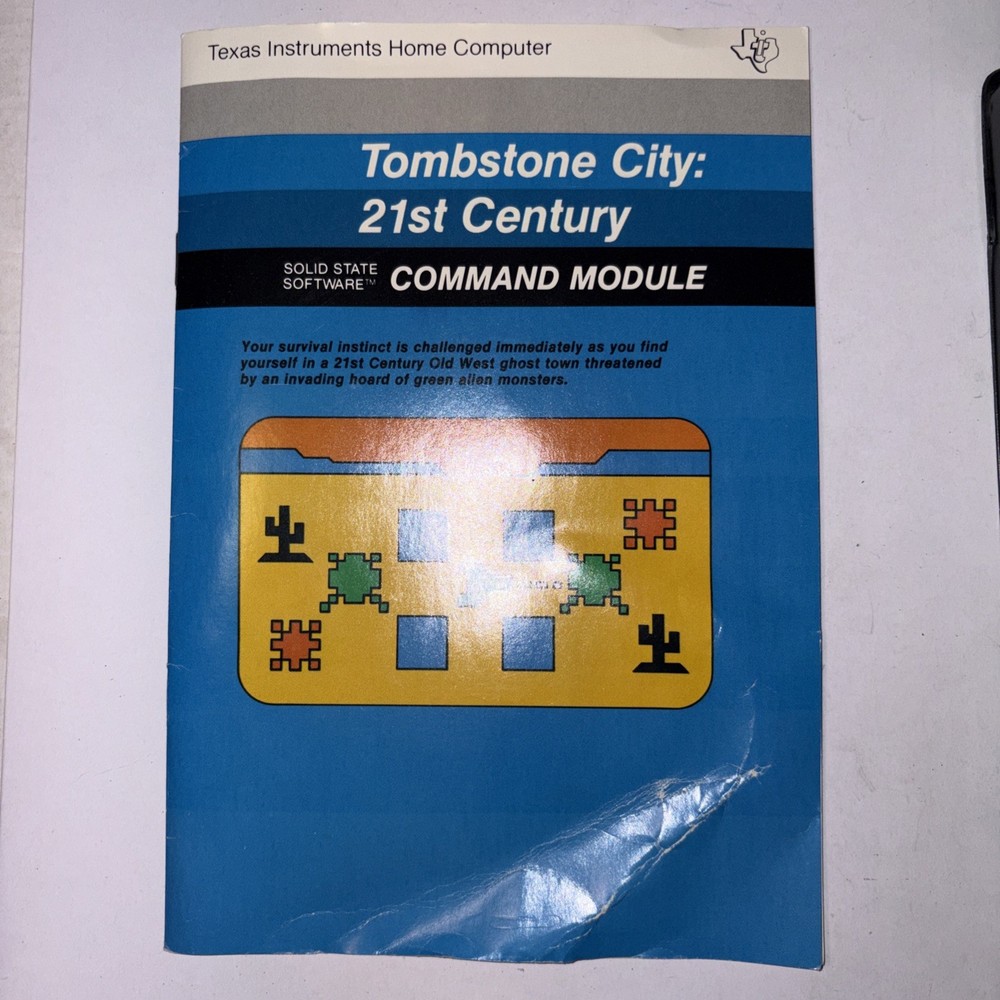 Texas Instruments Home Computer
Tombstone City:
21st Century
SOLID STATE
SOFTWARE™
COMMAND MODULE
Your survival instinct is challenged immediately as you find
yourself in a 21st Century Old West ghost town threatened
by an invading hoard of green alien monsters.